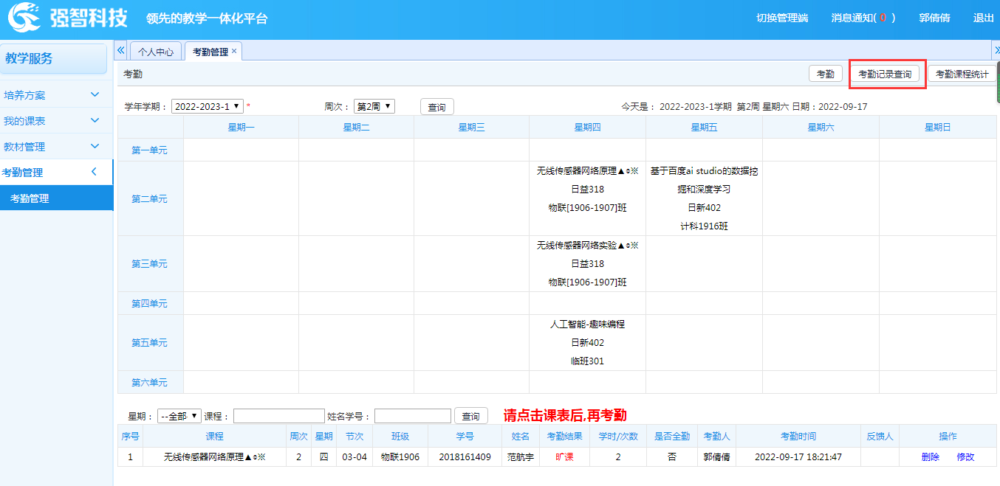 强智科技 领先的教学一体化平台 切换管理端 消息通知( 0 ) 郭倩倩 退出
教学服务
个人中心 考勤管理 ×
考勤 考勤 考勤记录查询 考勤课程统计
培养方案
我的课表
教材管理
考勤管理
考勤管理
学年学期： 2022-2023-1 * 周次： 第2周 查询 今天是： 2022-2023-1学期 第2周 星期六 日期：2022-09-17
星期一 星期二 星期三 星期四 星期五 星期六 星期日
第一单元
第二单元
无线传感器网络原理▲¤※
日益318
物联[1906-1907]班
基于百度ai studio的数据挖
掘和深度学习
日新402
计科1916班
第三单元
无线传感器网络实验▲¤※
日益318
物联[1906-1907]班
第四单元
第五单元
人工智能-趣味编程
日新402
临班301
第六单元
星期： --全部 课程： 姓名学号： 查询 请点击课表后,再考勤
序号 课程 周次 星期 节次 班级 学号 姓名 考勤结果 学时/次数 是否全勤 考勤人 考勤时间 反馈人 操作
1 无线传感器网络原理▲¤※ 2 四 03-04 物联1906 2018161409 范航宇 旷课 2 否 郭倩倩 2022-09-17 18:21:47 删除 修改